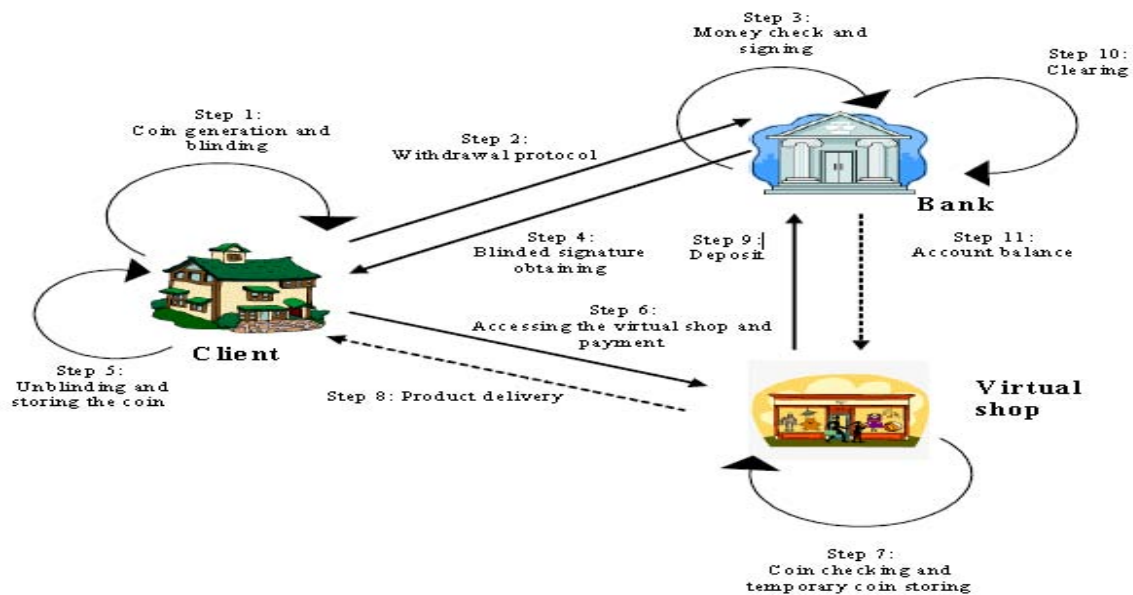 Step 3:
Money check and
signing
Step 10:
Clearing
Step 1:
Coin generation and
blinding
Step 2:
Withdrawal protocol
Bank
Step 4:
Blinded signature
obtaining
Step 9:
Deposit
Step 11:
Account balance
Client
Step 5:
Unblinding and
storing the coin
Step 6:
Accessing the virtual shop and
payment
Step 8: Product delivery
Virtual
shop
Step 7:
Coin checking and
temporary coin storing